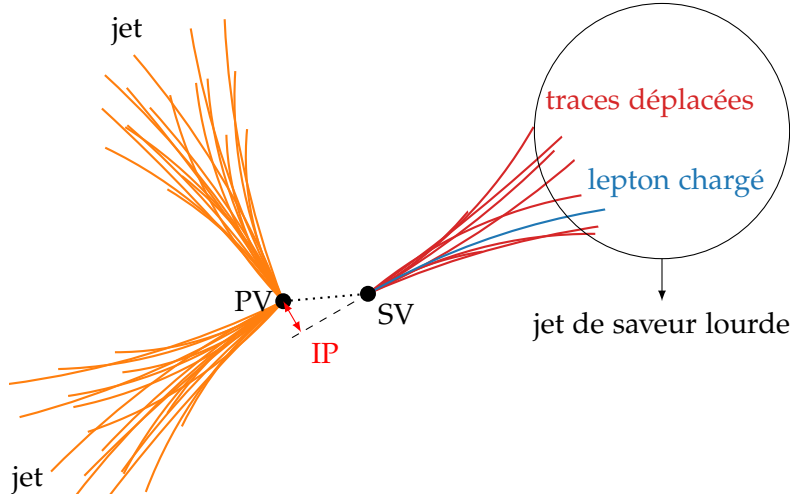 jet
traces déplacées
lepton chargé
PV
SV
jet de saveur lourde
IP
jet